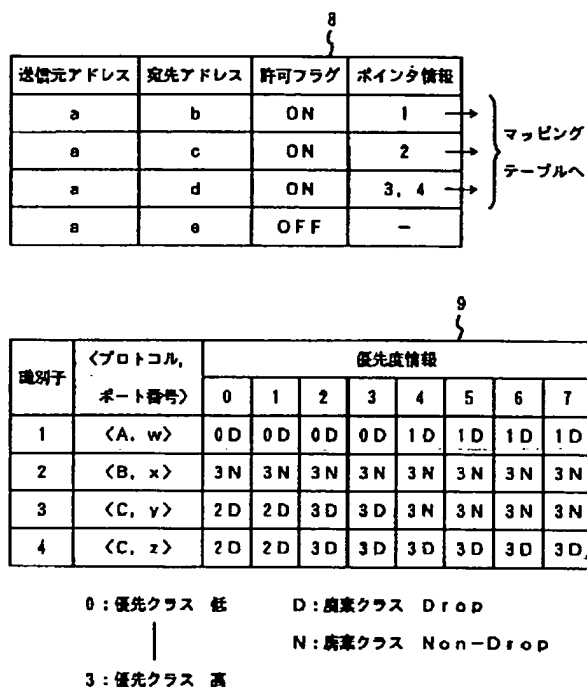 8
送信元アドレス 宛先アドレス 許可フラグ ポインタ情報
a b ON 1
a c ON 2
a d ON 3, 4
a e OFF −
マッピング
テーブルへ
9
識別子 〈プロトコル, ポート番号〉 優先度情報
0 1 2 3 4 5 6 7
1 〈A, w〉 0D 0D 0D 0D 1D 1D 1D 1D
2 〈B, x〉 3N 3N 3N 3N 3N 3N 3N 3N
3 〈C, y〉 2D 2D 3D 3D 3N 3N 3N 3N
4 〈C, z〉 2D 2D 3D 3D 3D 3D 3D 3D
0:優先クラス 低 D:廃棄クラス Drop
N:廃棄クラス Non-Drop
3:優先クラス 高